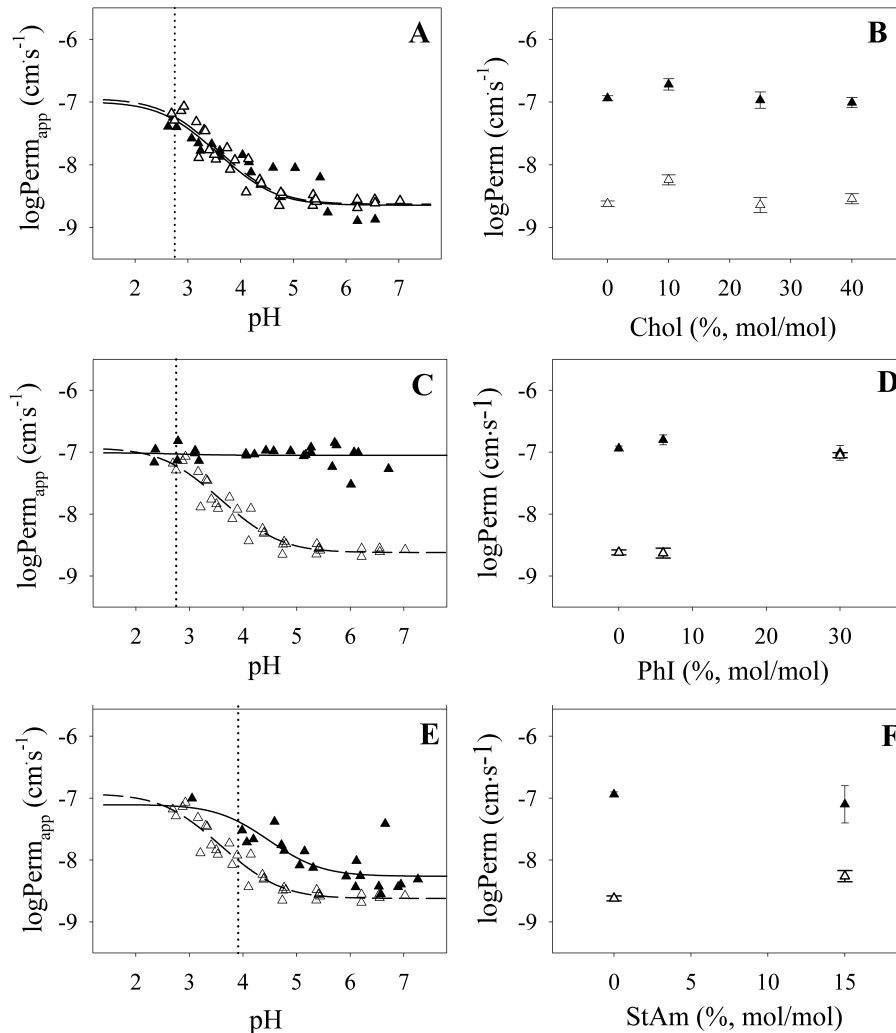 A
logPerm_app (cm·s⁻¹)
-6
-7
-8
-9
2 3 4 5 6 7
pH
B
logPerm (cm·s⁻¹)
-6
-7
-8
-9
0 10 20 30 40
Chol (%, mol/mol)
C
logPerm_app (cm·s⁻¹)
-6
-7
-8
-9
2 3 4 5 6 7
pH
D
logPerm (cm·s-1)
-6
-7
-8
-9
0 10 20 30
PhI (%, mol/mol)
E
logPerm_app (cm·s⁻¹)
-6
-7
-8
-9
2 3 4 5 6 7
pH
F
logPerm (cm·s-1)
-6
-7
-8
-9
0 5 10 15
StAm (%, mol/mol)